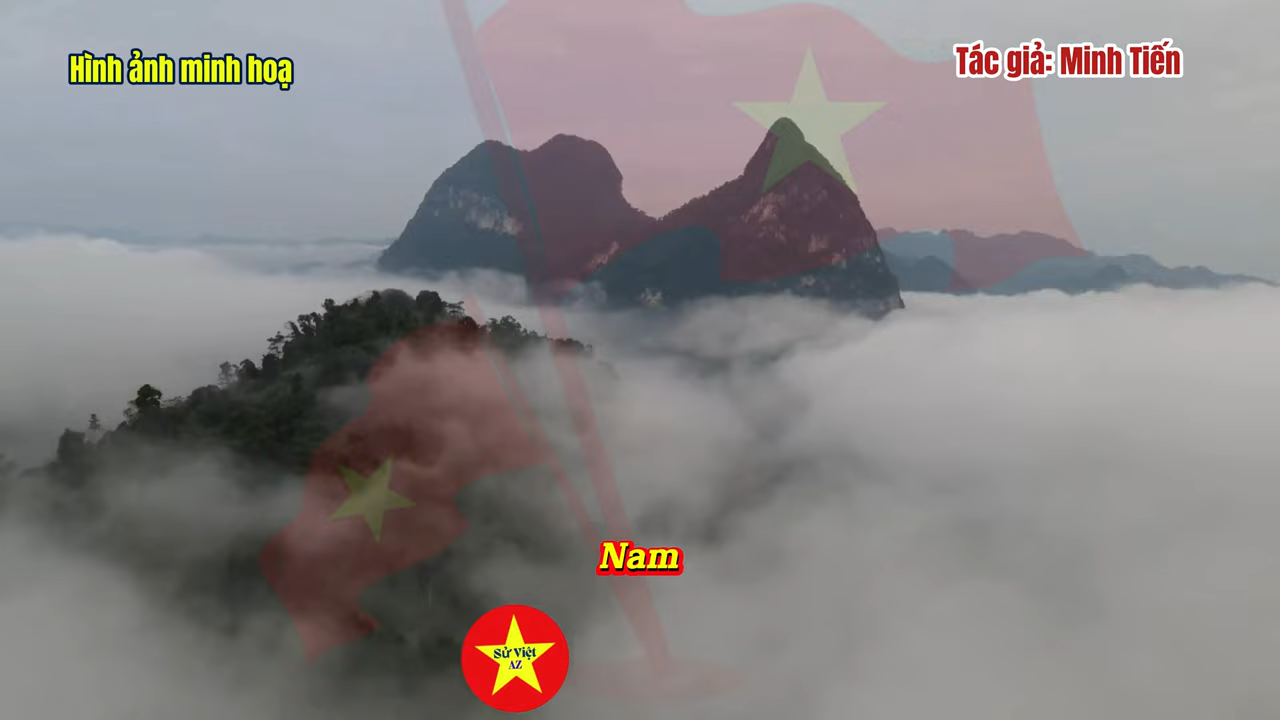 Hình ảnh minh hoạ
Tác giả: Minh Tiến
Nam
Sử Việt
AZ